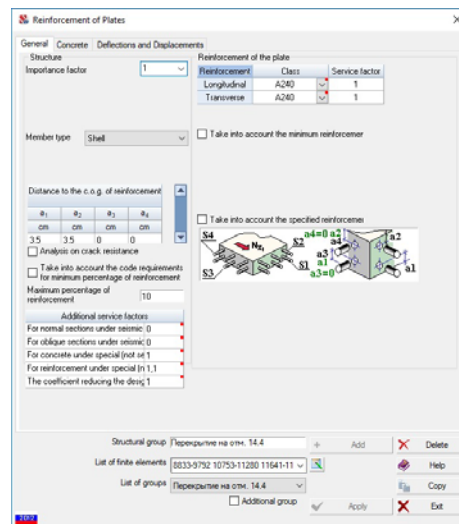 Reinforcement of Plates
General Concrete Deflections and Displacements
Structure
Importance factor 1
Member type Shell
Distance to the c.o.g. of reinforcement
a1 a2 a3 a4
cm cm cm cm
3.5 3.5 0 0
Analysis on crack resistance
Take into account the code requirements
for minimum percentage of reinforcement
Maximum percentage of
reinforcement 10
Additional service factors
For normal sections under seismic 0
For oblique sections under seismic 0
For concrete under special (not se 1
For reinforcement under special (n 1,1
The coefficient reducing the desig 1
Reinforcement of the plate
Reinforcement Class Service factor
Longitudinal A240 1
Transverse A240 1
Take into account the minimum reinforcemer
Take into account the specified reinforcemer
S4 Nz1 S2 S1 S3
a4=0 a2 a4 a3 a1 a3=0 a2 a1
Structural group Перекрытие на отм. 14.4 + Add Delete
List of finite elements 8833-9792 10753-11280 11641-11 Help
List of groups Перекрытие на отм. 14.4 Copy
Additional group Apply Exit